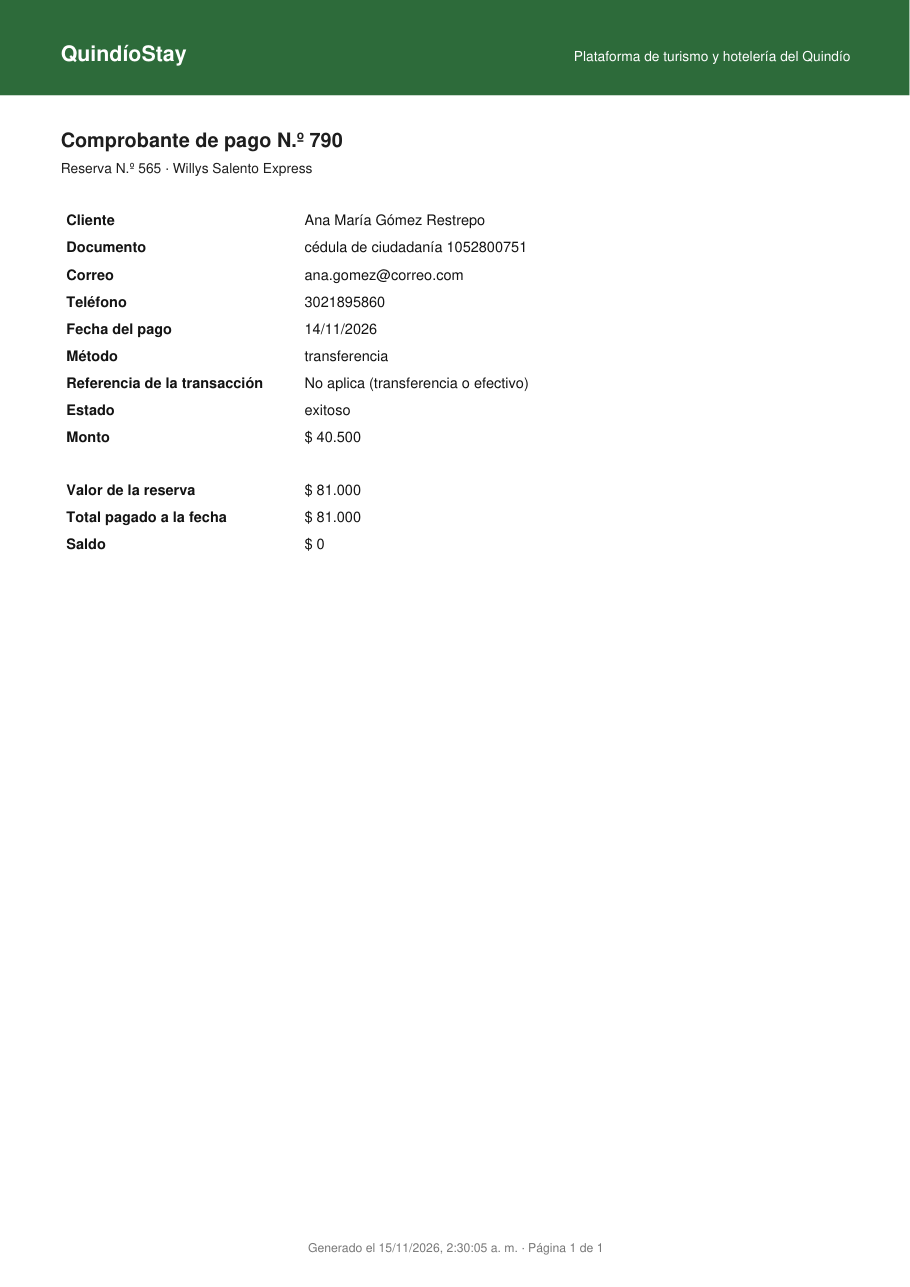 QuindíoStay
Plataforma de turismo y hotelería del Quindío
Comprobante de pago N.º 790
Reserva N.º 565 · Willys Salento Express
Cliente Ana María Gómez Restrepo
Documento cédula de ciudadanía 1052800751
Correo ana.gomez@correo.com
Teléfono 3021895860
Fecha del pago 14/11/2026
Método transferencia
Referencia de la transacción No aplica (transferencia o efectivo)
Estado exitoso
Monto $ 40.500
Valor de la reserva $ 81.000
Total pagado a la fecha $ 81.000
Saldo $ 0
Generado el 15/11/2026, 2:30:05 a. m. · Página 1 de 1